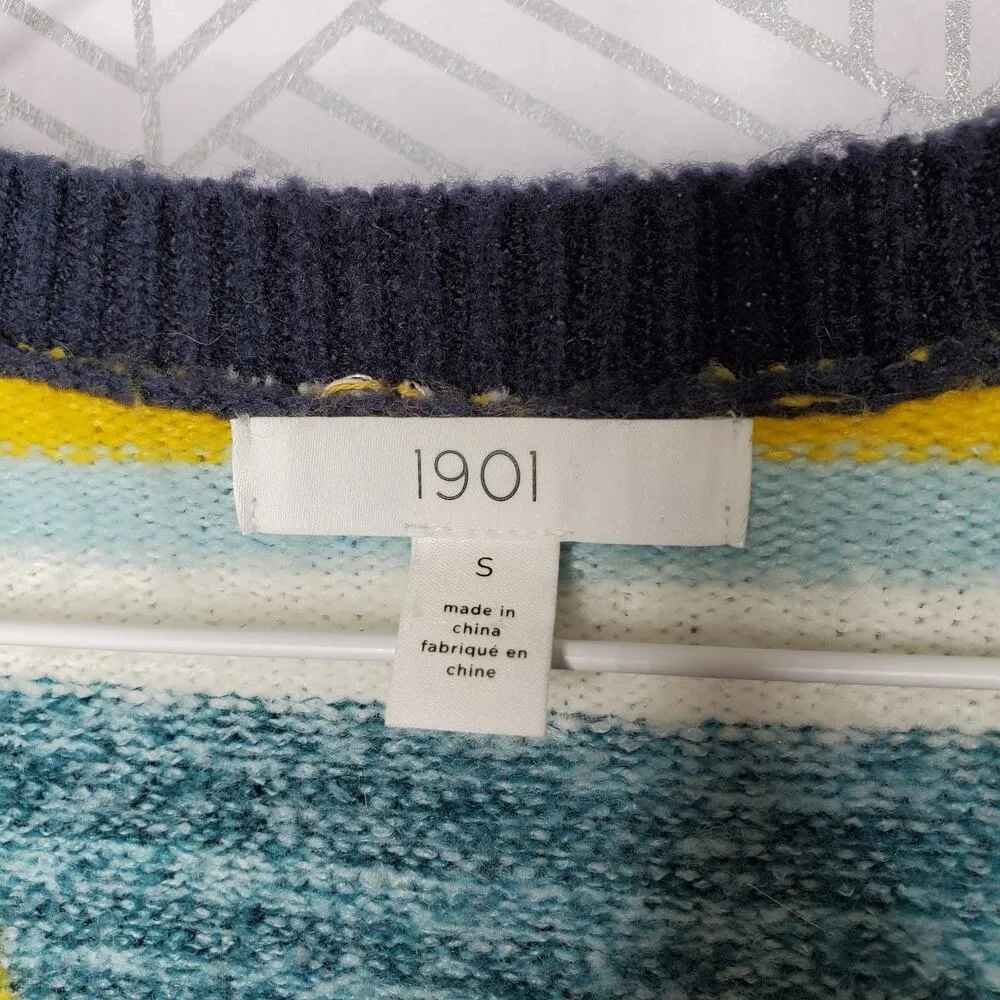 1901
S
made in
china
fabriqué en
chine